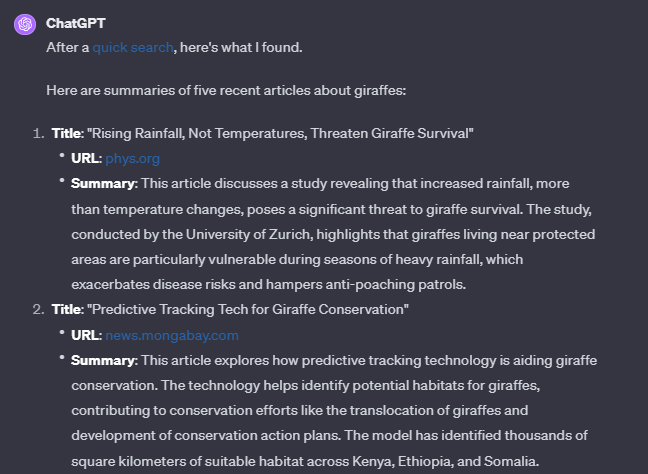 ChatGPT
After a quick search, here's what I found.
Here are summaries of five recent articles about giraffes:
1. Title: "Rising Rainfall, Not Temperatures, Threaten Giraffe Survival"
• URL: phys.org
• Summary: This article discusses a study revealing that increased rainfall, more
than temperature changes, poses a significant threat to giraffe survival. The study,
conducted by the University of Zurich, highlights that giraffes living near protected
areas are particularly vulnerable during seasons of heavy rainfall, which
exacerbates disease risks and hampers anti-poaching patrols.
2. Title: "Predictive Tracking Tech for Giraffe Conservation"
• URL: news.mongabay.com
• Summary: This article explores how predictive tracking technology is aiding giraffe
conservation. The technology helps identify potential habitats for giraffes,
contributing to conservation efforts like the translocation of giraffes and
development of conservation action plans. The model has identified thousands of
square kilometers of suitable habitat across Kenya, Ethiopia, and Somalia.